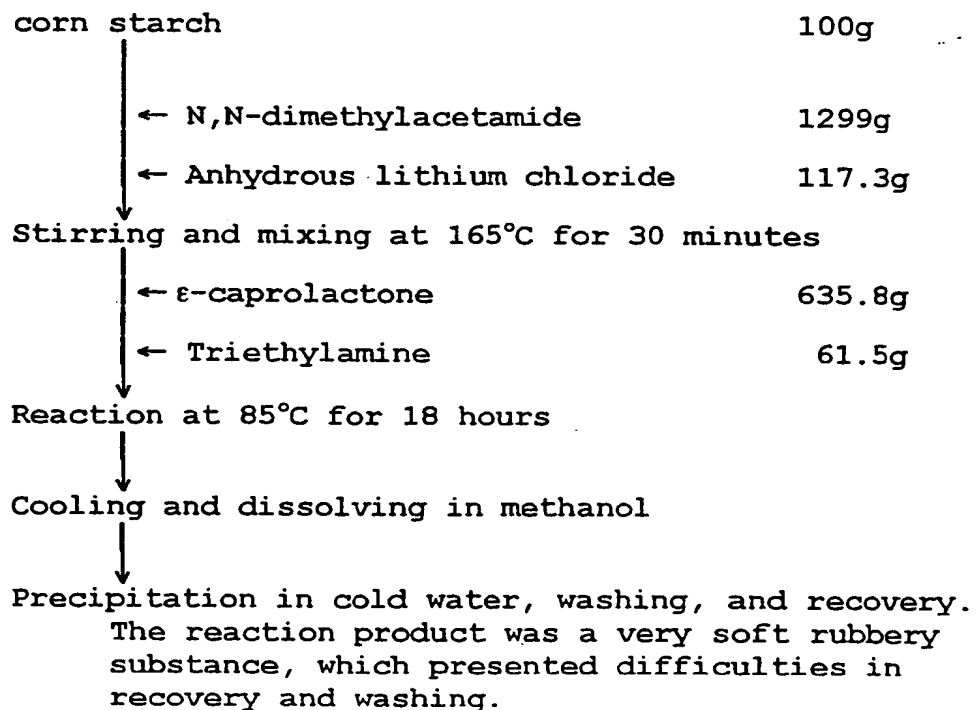 corn starch 100g
← N,N-dimethylacetamide 1299g
← Anhydrous lithium chloride 117.3g
Stirring and mixing at 165°C for 30 minutes
← ε-caprolactone 635.8g
← Triethylamine 61.5g
Reaction at 85°C for 18 hours
Cooling and dissolving in methanol
Precipitation in cold water, washing, and recovery.
The reaction product was a very soft rubbery
substance, which presented difficulties in
recovery and washing.